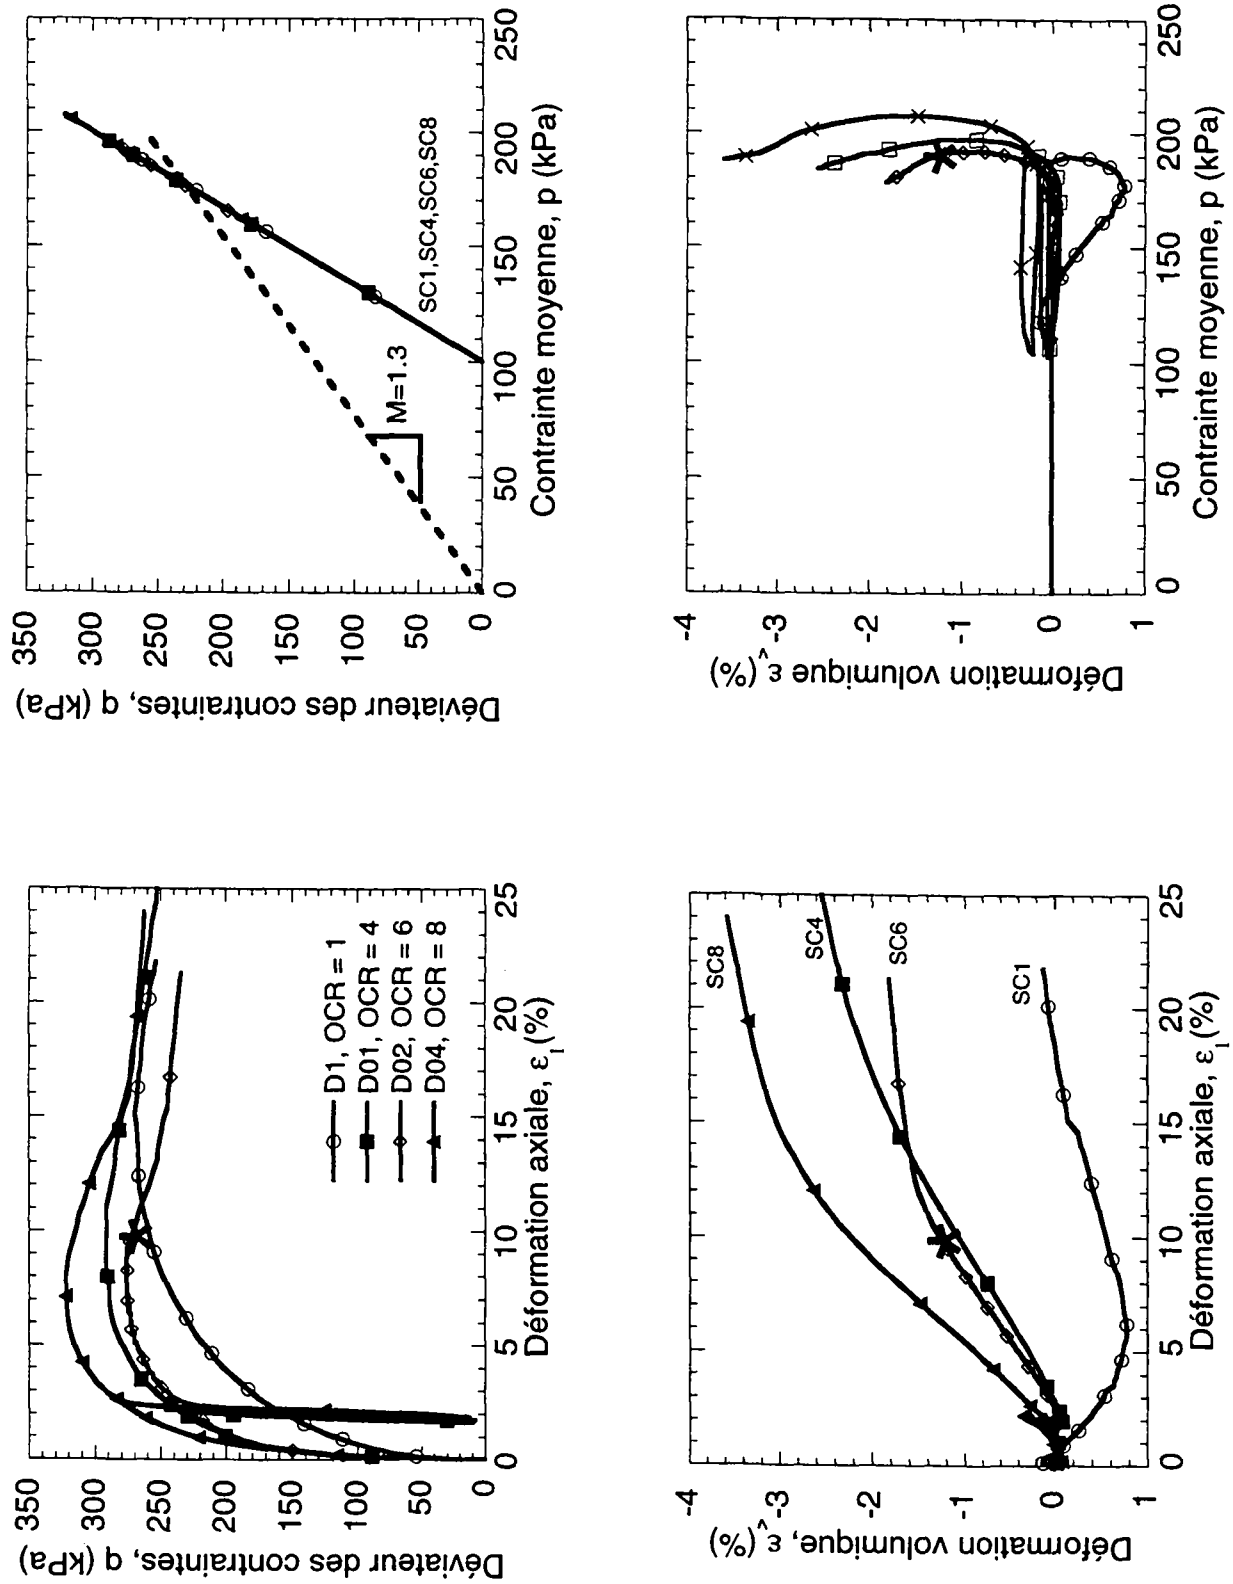 Déviateur des contraintes, q (kPa)
350
300
250
200
150
100
50
0
D1, OCR = 1
D01, OCR = 4
D02, OCR = 6
D04, OCR = 8
0 5 10 15 20 25
Déformation axiale, ε₁(%)
Déviateur des contraintes, q (kPa)
350
300
250
200
150
100
50
0
M=1.3
SC1,SC4,SC6,SC8
0 50 100 150 200 250
Contrainte moyenne, p (kPa)
Déformation volumique, εᵥ(%)
-4
-3
-2
-1
0
1
SC8
SC4
SC6
SC1
0 5 10 15 20 25
Déformation axiale, ε₁(%)
Déformation volumique εᵥ(%)
-4
-3
-2
-1
0
1
0 50 100 150 200 250
Contrainte moyenne, p (kPa)